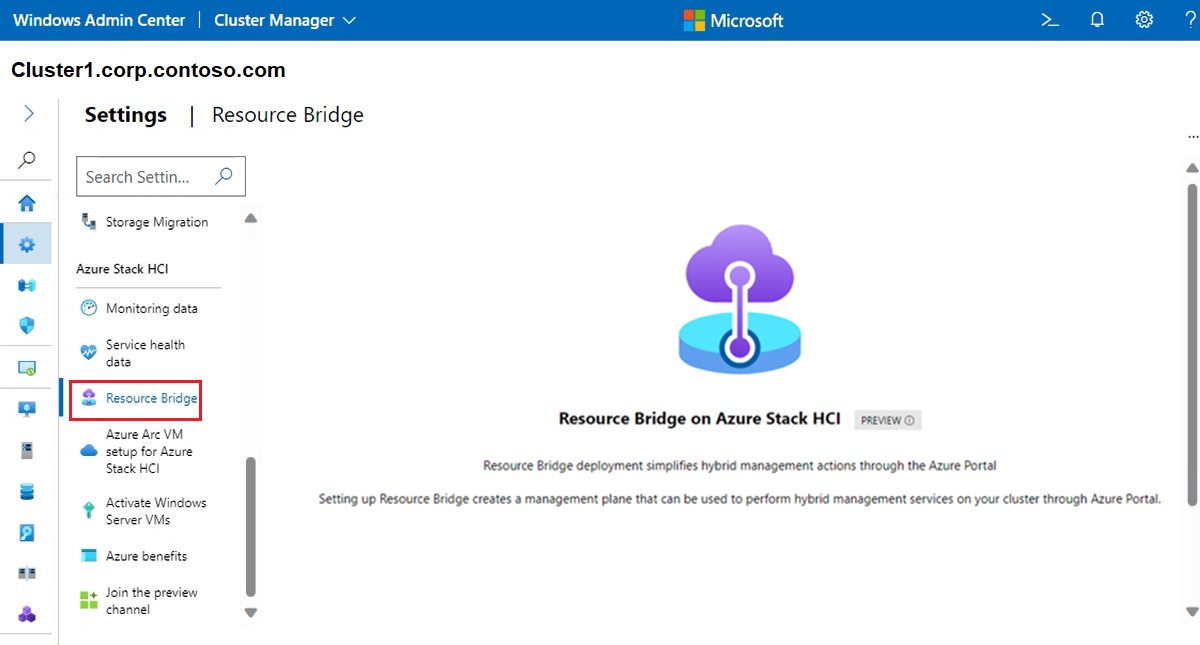 Windows Admin Center | Cluster Manager
Microsoft
Cluster1.corp.contoso.com
Settings | Resource Bridge
Search Settin...
Storage Migration
Azure Stack HCI
Monitoring data
Service health
data
Resource Bridge
Azure Arc VM
setup for Azure
Stack HCI
Activate Windows
Server VMs
Azure benefits
Join the preview
channel
Resource Bridge on Azure Stack HCI PREVIEW
Resource Bridge deployment simplifies hybrid management actions through the Azure Portal
Setting up Resource Bridge creates a management plane that can be used to perform hybrid management services on your cluster through Azure Portal.